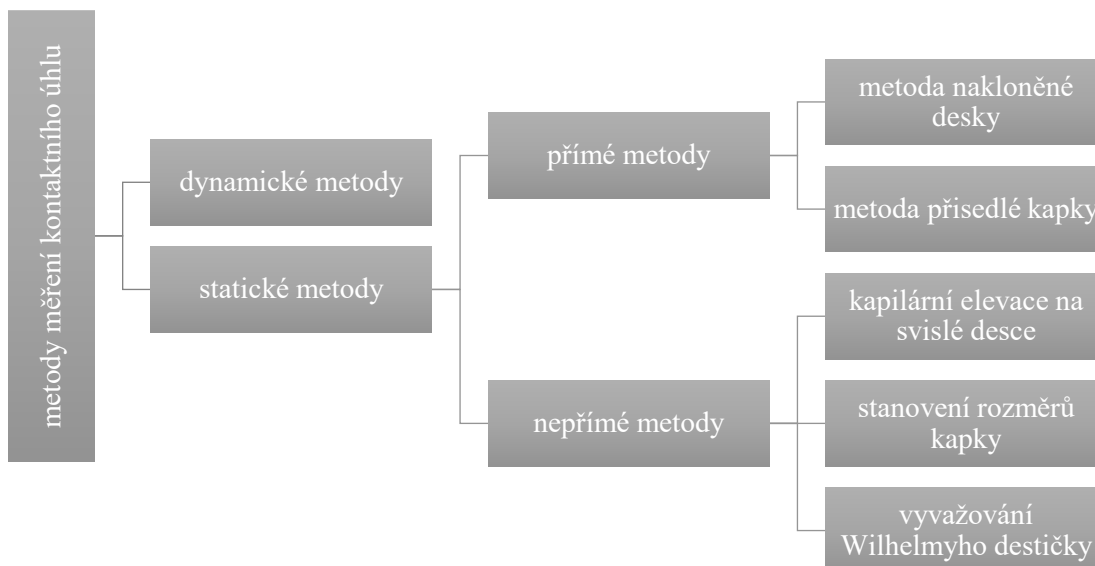 metody měření kontaktního úhlu
dynamické metody
statické metody
přímé metody
nepřímé metody
metoda nakloněné
desky
metoda přisedlé kapky
kapilární elevace na
svislé desce
stanovení rozměrů
kapky
vyvažování
Wilhelmyho destičky